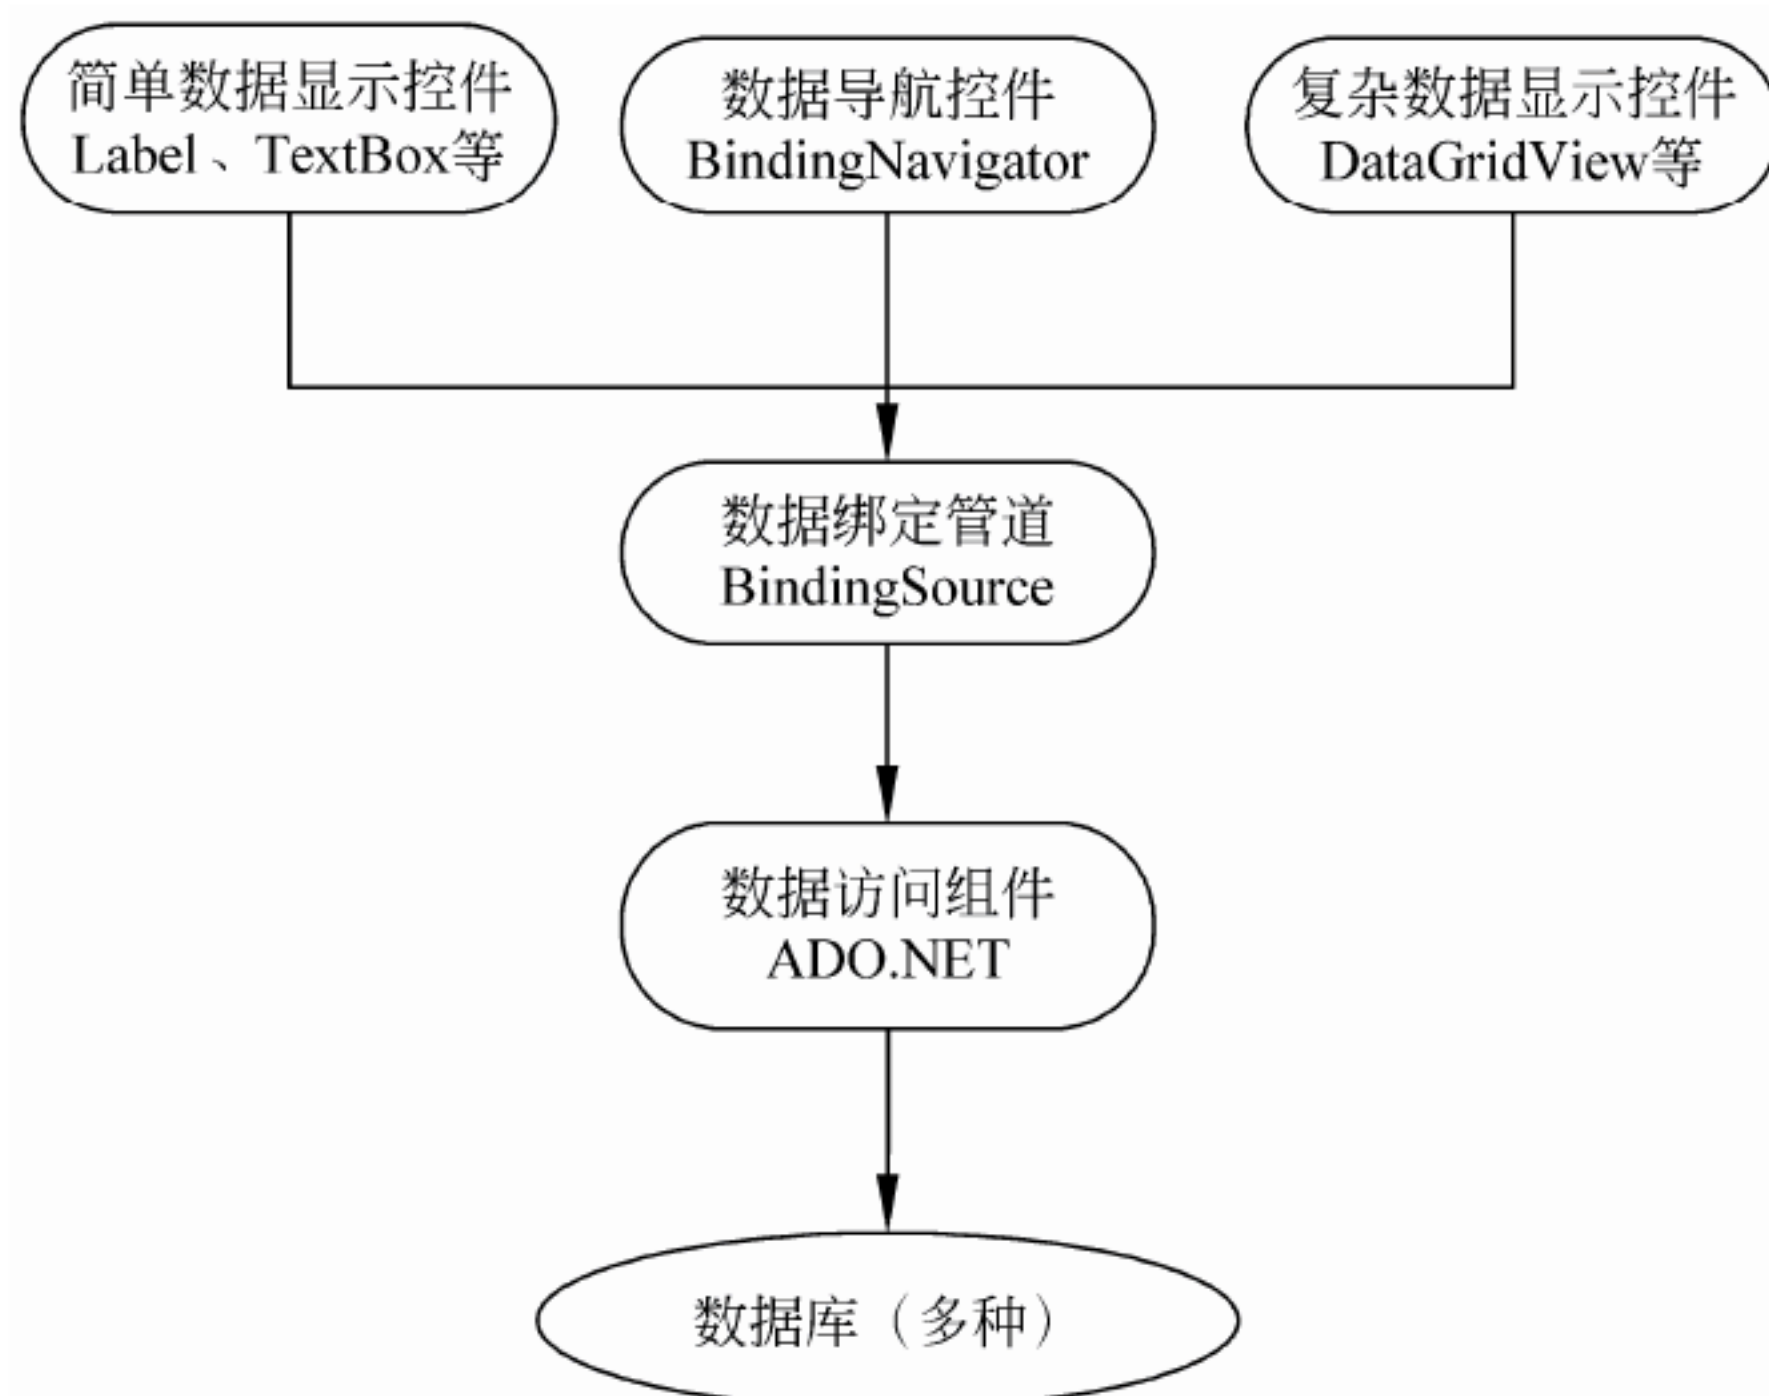 简单数据显示控件
Label、TextBox等
数据导航控件
BindingNavigator
复杂数据显示控件
DataGridView等
数据绑定管道
BindingSource
数据访问组件
ADO.NET
数据库（多种）